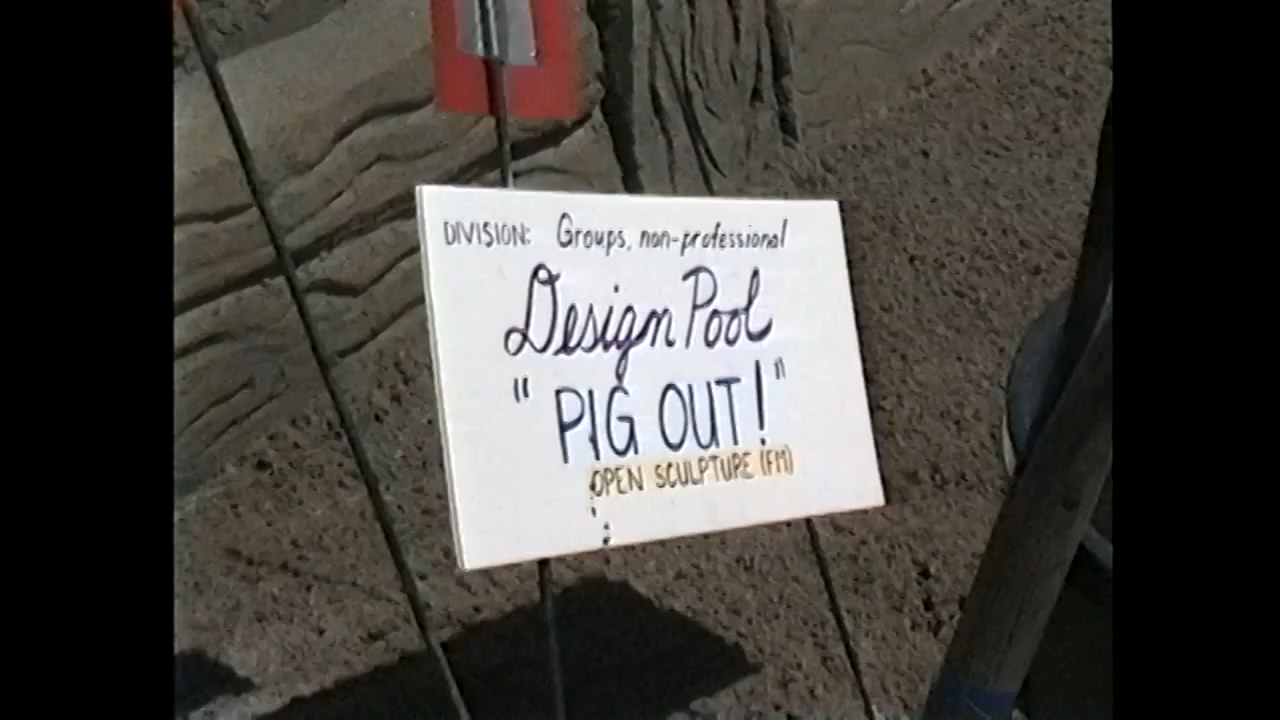 DIVISION: Groups, non-professional
Design Pool
"PIG OUT!"
OPEN SCULPTURE (FM)